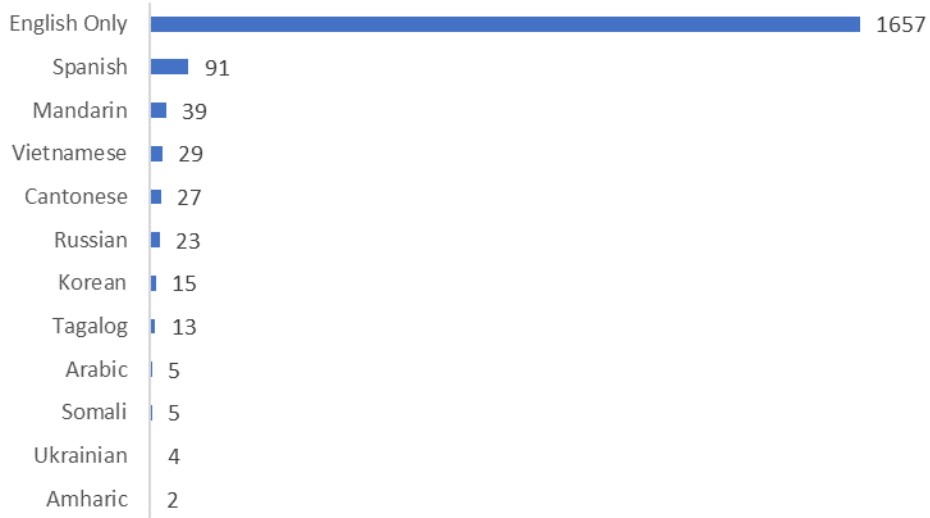 English Only 1657
Spanish 91
Mandarin 39
Vietnamese 29
Cantonese 27
Russian 23
Korean 15
Tagalog 13
Arabic 5
Somali 5
Ukrainian 4
Amharic 2